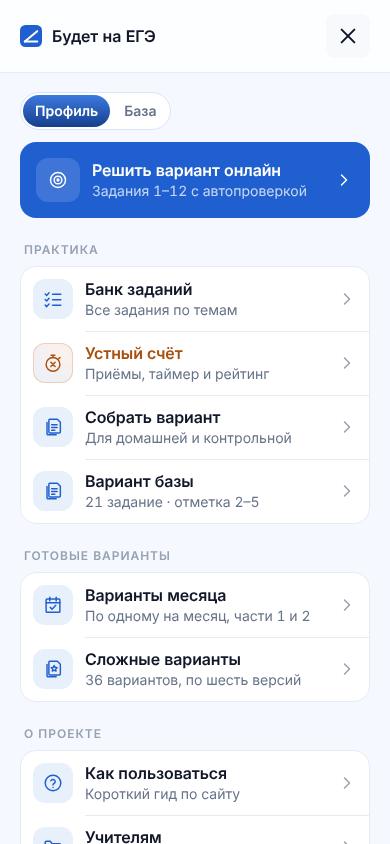 Будет на ЕГЭ
Профиль
База
Решить вариант онлайн
Задания 1–12 с автопроверкой
ПРАКТИКА
Банк заданий
Все задания по темам
Устный счёт
Приёмы, таймер и рейтинг
Собрать вариант
Для домашней и контрольной
Вариант базы
21 задание · отметка 2–5
ГОТОВЫЕ ВАРИАНТЫ
Варианты месяца
По одному на месяц, части 1 и 2
Сложные варианты
36 вариантов, по шесть версий
О ПРОЕКТЕ
Как пользоваться
Короткий гид по сайту
Учителям